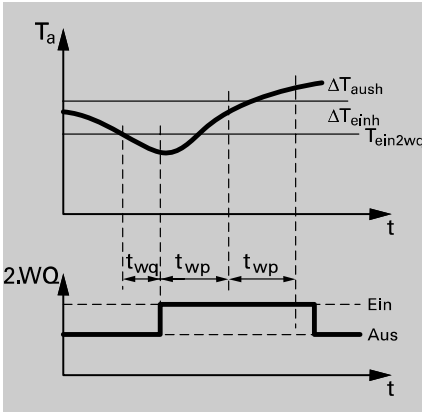 Ta
ΔTaush
ΔTeinh
Tein2wq
t
twq twp twp
2.WQ
Ein
Aus
t